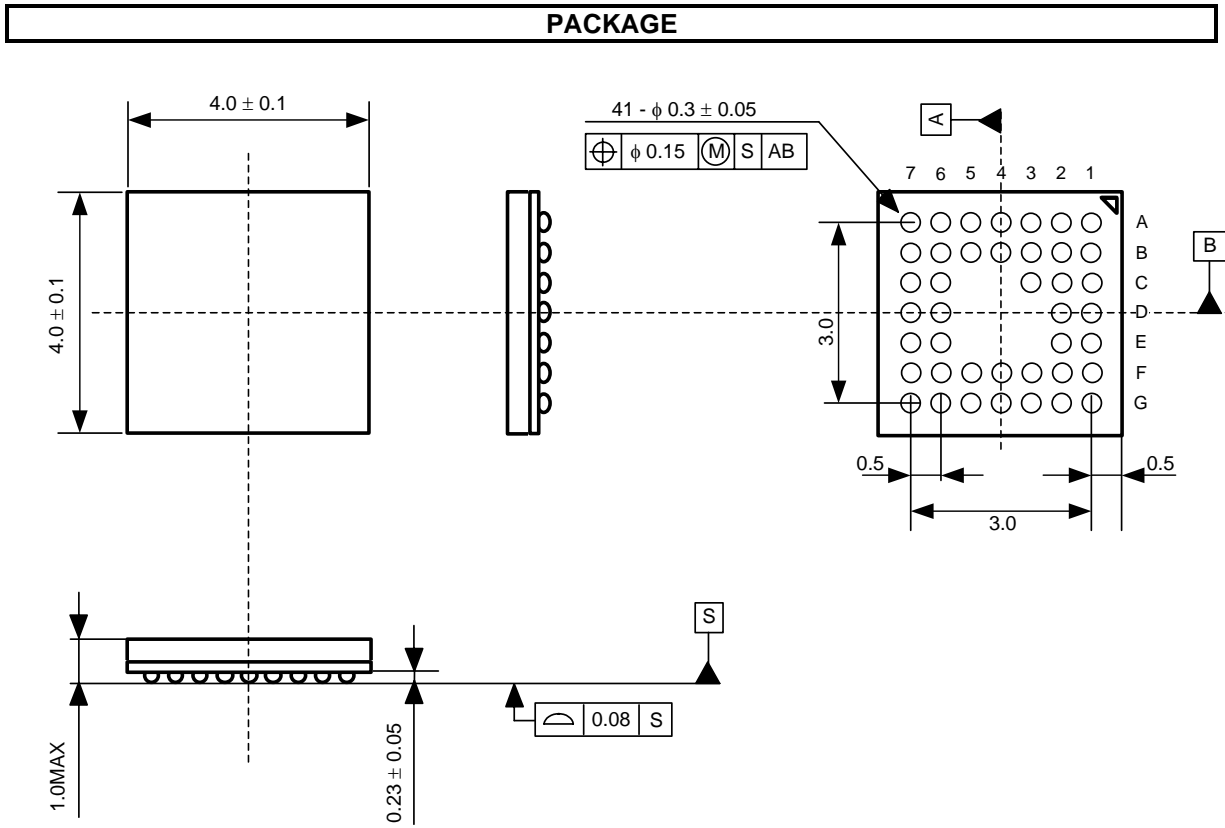 PACKAGE
4.0 ± 0.1
41 - ϕ 0.3 ± 0.05
ϕ 0.15 M S AB
A
7 6 5 4 3 2 1
A
B
C
D
E
F
G
B
4.0 ± 0.1
3.0
0.5
0.5
3.0
S
0.08 S
1.0MAX
0.23 ± 0.05